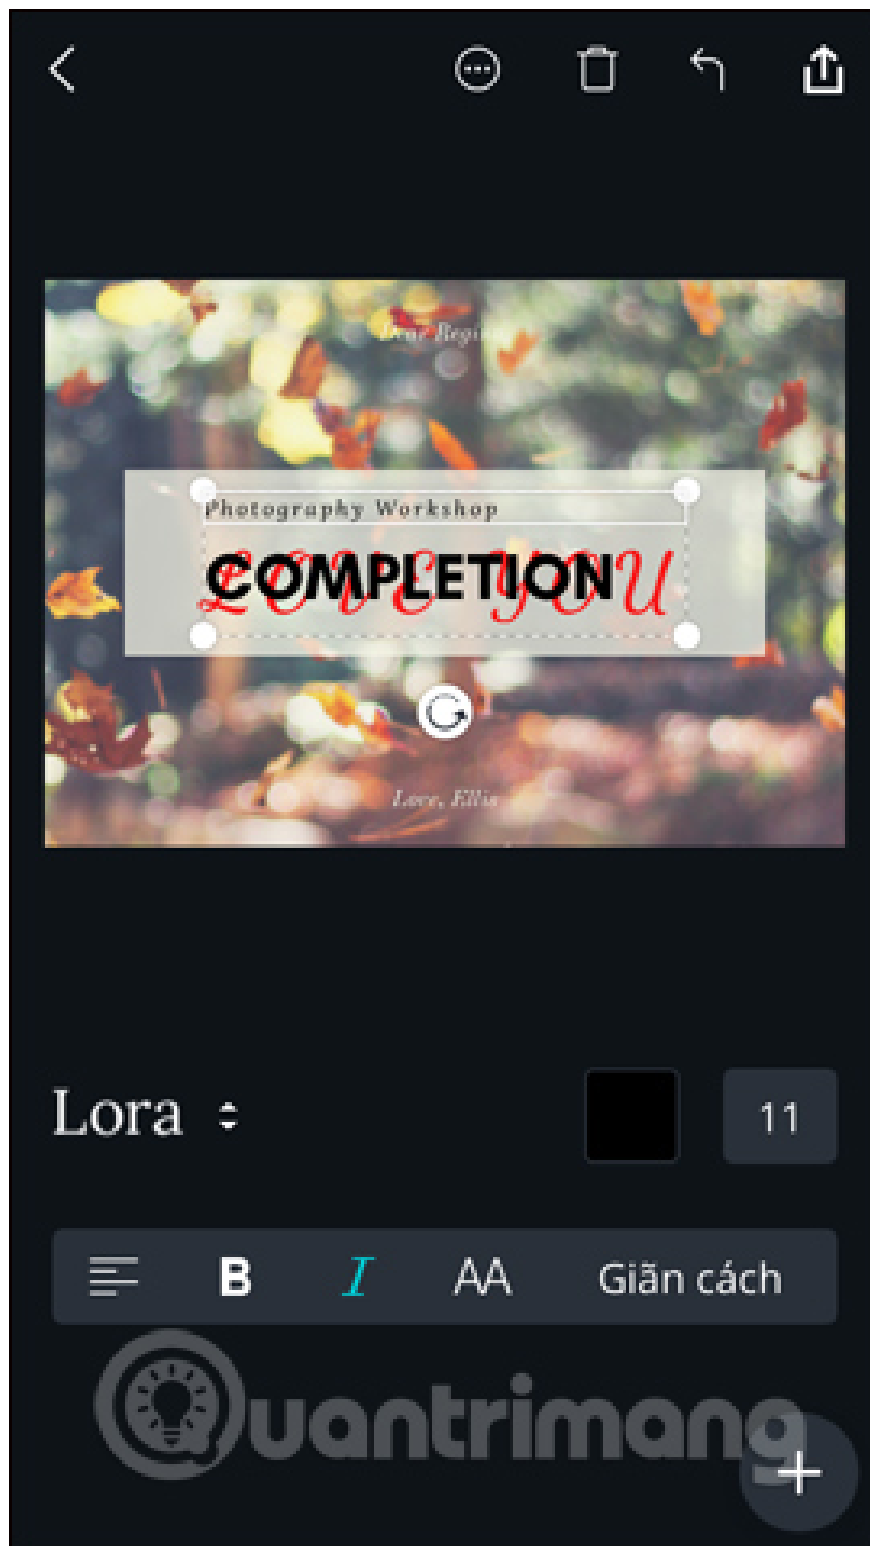 Dear Regina
Photography Workshop
COMPLETION
LOVE YOU
Love, Ellis
Lora
11
B I AA Giãn cách
Quantrimang